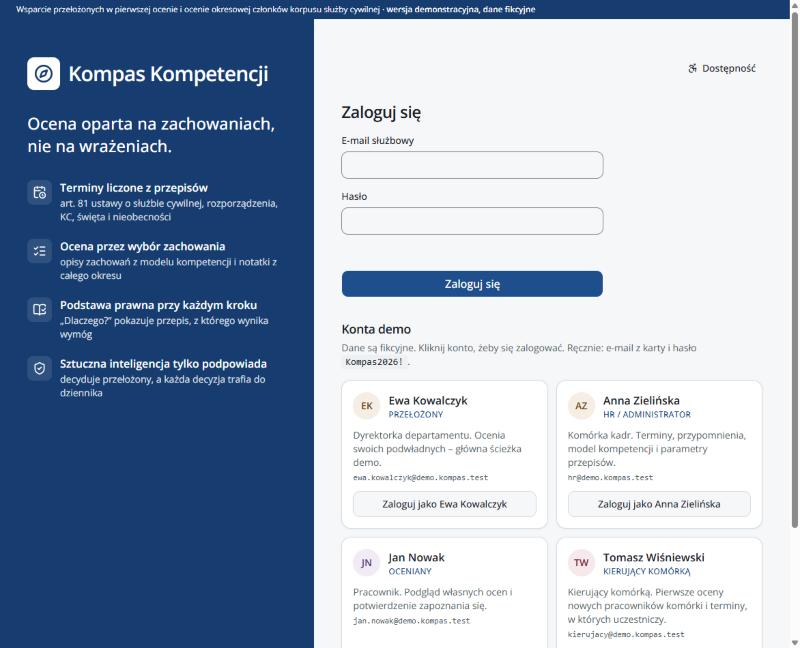 Wsparcie przełożonych w pierwszej ocenie i ocenie okresowej członków korpusu służby cywilnej · wersja demonstracyjna, dane fikcyjne
Kompas Kompetencji
Ocena oparta na zachowaniach,
nie na wrażeniach.
Terminy liczone z przepisów
art. 81 ustawy o służbie cywilnej, rozporządzenia,
KC, święta i nieobecności
Ocena przez wybór zachowania
opisy zachowań z modelu kompetencji i notatki z
całego okresu
Podstawa prawna przy każdym kroku
„Dlaczego?” pokazuje przepis, z którego wynika
wymóg
Sztuczna inteligencja tylko podpowiada
decyduje przełożony, a każda decyzja trafia do
dziennika
Dostępność
Zaloguj się
E-mail służbowy
Hasło
Zaloguj się
Konta demo
Dane są fikcyjne. Kliknij konto, żeby się zalogować. Ręcznie: e-mail z karty i hasło
Kompas2026! .
EK
Ewa Kowalczyk
PRZEŁOŻONY
Dyrektorka departamentu. Ocenia
swoich podwładnych – główna ścieżka
demo.
ewa.kowalczyk@demo.kompas.test
Zaloguj jako Ewa Kowalczyk
AZ
Anna Zielińska
HR / ADMINISTRATOR
Komórka kadr. Terminy, przypomnienia,
model kompetencji i parametry
przepisów.
hr@demo.kompas.test
Zaloguj jako Anna Zielińska
JN
Jan Nowak
OCENIANY
Pracownik. Podgląd własnych ocen i
potwierdzenie zapoznania się.
jan.nowak@demo.kompas.test
TW
Tomasz Wiśniewski
KIERUJĄCY KOMÓRKĄ
Kierujący komórką. Pierwsze oceny
nowych pracowników komórki i terminy,
w których uczestniczy.
kierujacy@demo.kompas.test